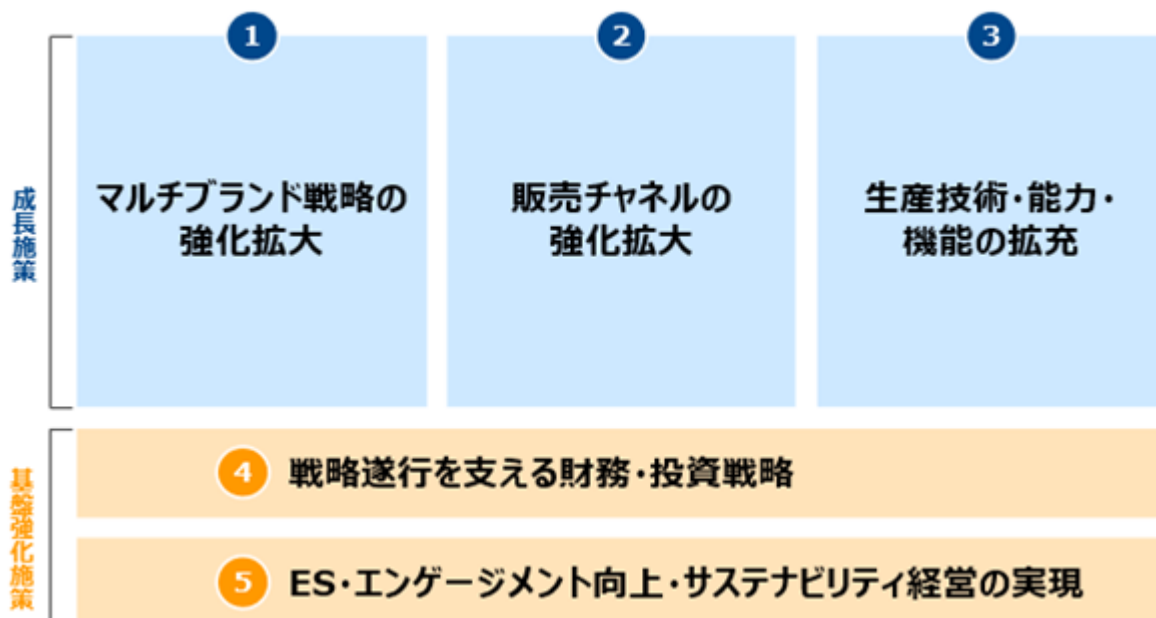 成長施策
1
マルチブランド戦略の
強化拡大
2
販売チャネルの
強化拡大
3
生産技術・能力・
機能の拡充
基盤強化施策
4 戦略遂行を支える財務・投資戦略
5 ES・エンゲージメント向上・サステナビリティ経営の実現